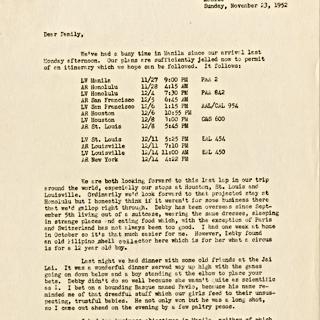 Sunday, November 23, 1952
Dear Family,
We've had a busy time in Manila since our arrival last
Monday afternoon. Our plans are sufficiently jelled now to permit
of an itinerary which we hope can be followed. It follows:
LV Manila 11/27 9:00 PM PAA 2
AR Honolulu 11/28 4:15 AM
LV Honolulu 12/4 7:30 PM PAA 842
AR San Francisco 12/5 6:45 AM
LV San Francisco 12/6 1:15 PM AAL/CAL 954
AR Houston 12/6 10:55 PM
LV Houston 12/8 3:00 PM C&S 600
AR St. Louis 12/8 5:45 PM
LV St. Louis 12/11 5:25 PM EAL 454
AR Louisville 12/11 7:10 PM
LV Louisville 12/14 11:00 AM EAL 450
AR New York 12/14 4:22 PM
We are both looking forward to this last lap in our trip
around the world, especially our stops at Houston, St. Louis and
Louisville. Ordinarily we'd look forward to that projected stay at
Honolulu but I honestly think if it weren't for some business there
that we'd gallop right through. Debby has been overseas since Sept-
ember 5th living out of a suitcase, wearing the same dresses, sleeping
in strange places and eating food which, with the exception of Paris
and Switzerland has not always been too good. I had one week at home
in October so it's that much easier for me. However, Debby found
an old Filipino shell collector here which is for her what a circus
is for a 12 year old boy.
Last night we had dinner with some old friends at the Jai
Lai. It was a wonderful dinner served way up high with the games
going on down below and a boy standing at the elbow to place your
bets. Debby didn't do so well because she wasn't quite as scientific
as I. I bet on a bounding Basque named Pavlo, because his name re-
minded me of that dreadful stuff which our girls feed to their unsus-
pecting, trustful babies. He not only won but he was a long shot,
so I came out ahead on the evening by a few paltry pesos.